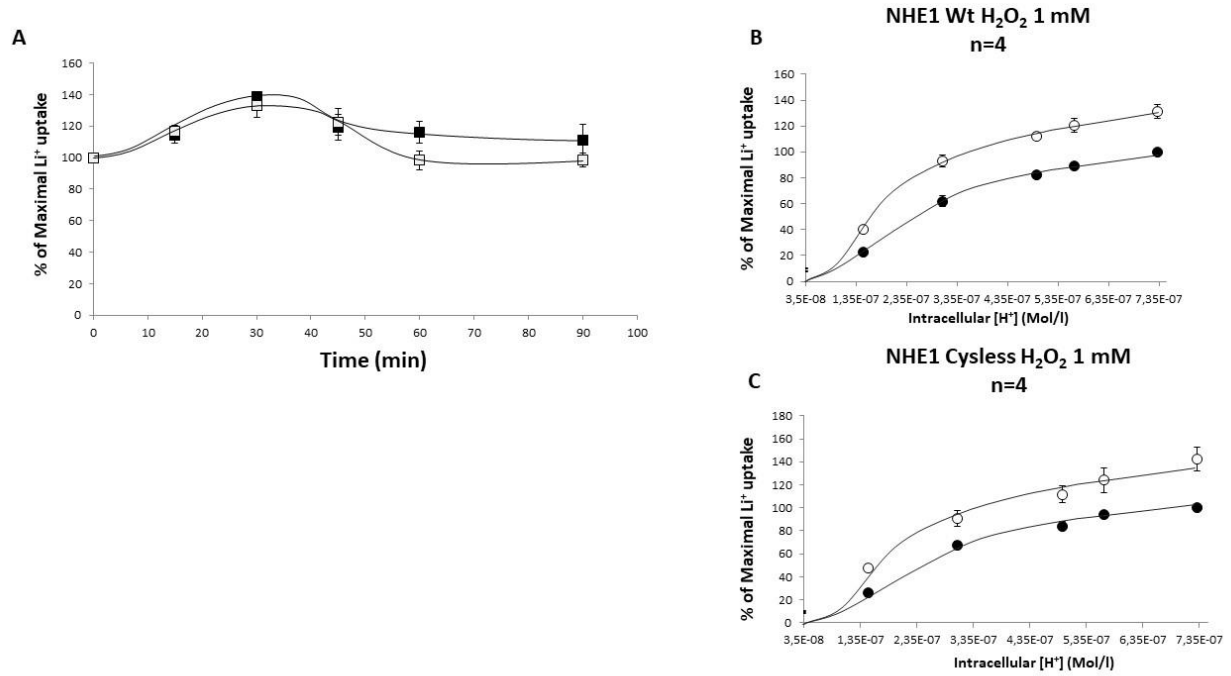 A
160
140
120
100
80
60
40
20
0
% of Maximal Li⁺ uptake
0 10 20 30 40 50 60 70 80 90 100
Time (min)
NHE1 Wt H₂O₂ 1 mM
n=4
B
160
140
120
100
80
60
40
20
0
% of Maximal Li⁺ uptake
3,5E-08 1,35E-07 2,35E-07 3,35E-07 4,35E-07 5,35E-07 6,35E-07 7,35E-07
Intracellular [H⁺] (Mol/l)
NHE1 Cysless H₂O₂ 1 mM
n=4
C
180
160
140
120
100
80
60
40
20
0
% of Maximal Li⁺ uptake
3,5E-08 1,35E-07 2,35E-07 3,35E-07 4,35E-07 5,35E-07 6,35E-07 7,35E-07
Intracellular [H⁺] (Mol/l)